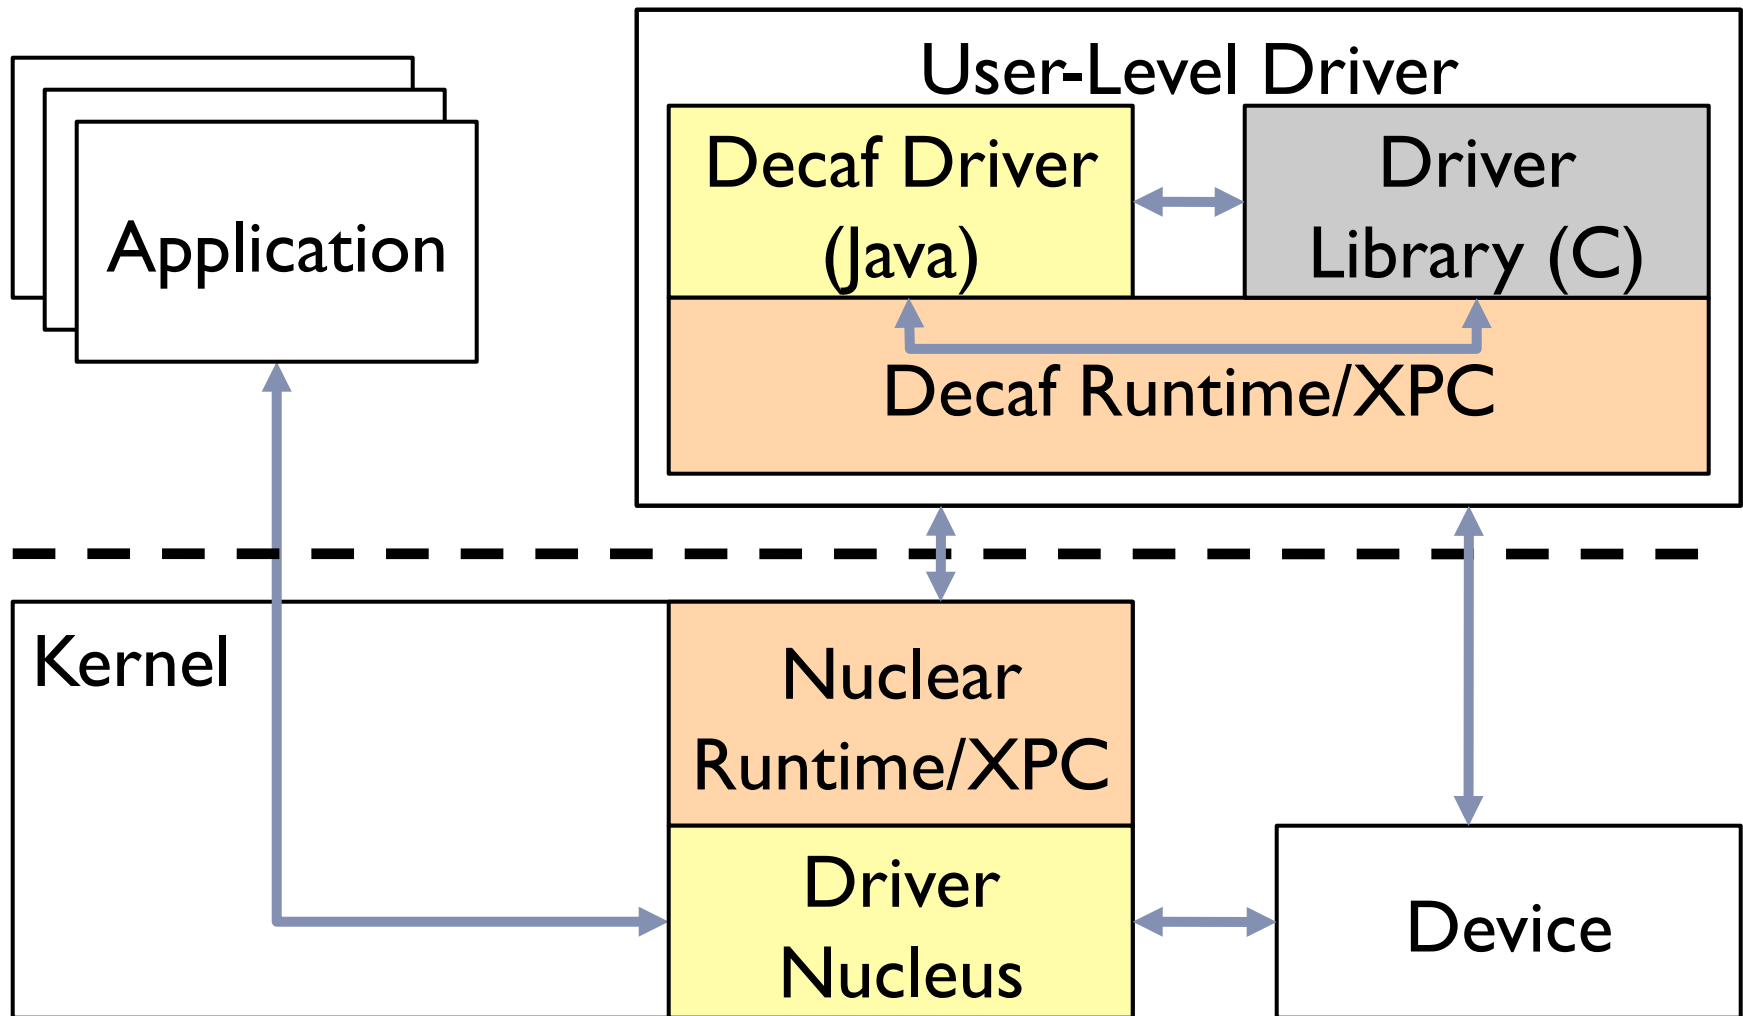 User-Level Driver
Decaf Driver
(Java)
Driver
Library (C)
Application
Decaf Runtime/XPC
Kernel
Nuclear
Runtime/XPC
Driver
Nucleus
Device